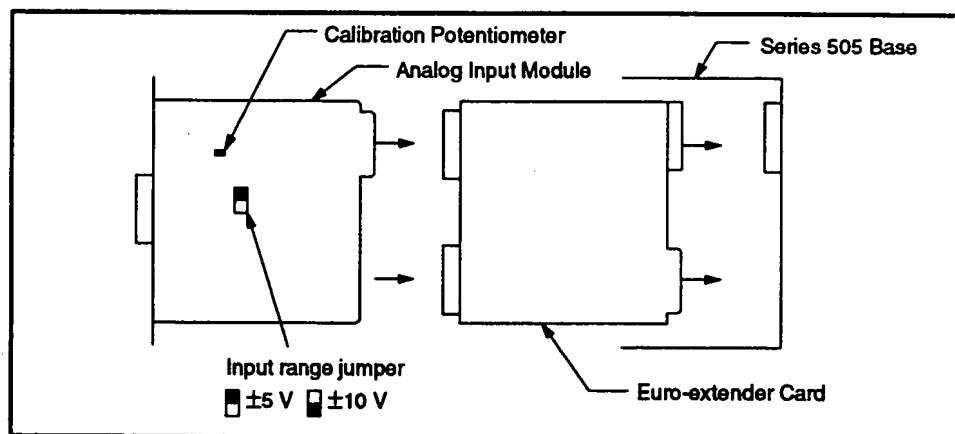 Calibration Potentiometer
Series 505 Base
Analog Input Module
Input range jumper
±5 V ±10 V
Euro-extender Card